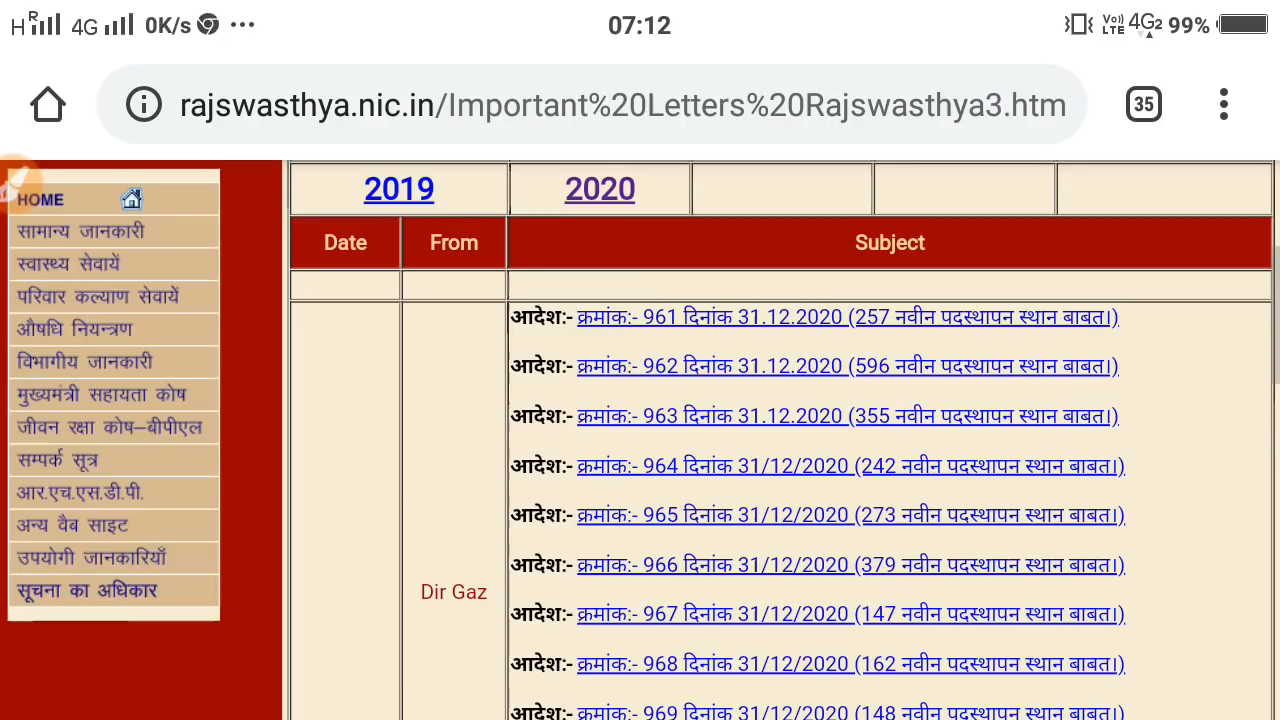 H R 4G 0K/s ••• 07:12 Vo) LTE 4G2 99%
rajswasthya.nic.in/Important%20Letters%20Rajswasthya3.htm 35
HOME
सामान्य जानकारी
स्वास्थ्य सेवायें
परिवार कल्याण सेवायें
औषधि नियन्त्रण
विभागीय जानकारी
मुख्यमंत्री सहायता कोष
जीवन रक्षा कोष–बीपीएल
सम्पर्क सूत्र
आर.एच.एस.डी.पी.
अन्य वैब साइट
उपयोगी जानकारियाँ
सूचना का अधिकार
2019 2020
Date From Subject
आदेश:- क्रमांक:- 961 दिनांक 31.12.2020 (257 नवीन पदस्थापन स्थान बाबत।)
आदेश:- क्रमांक:- 962 दिनांक 31.12.2020 (596 नवीन पदस्थापन स्थान बाबत।)
आदेश:- क्रमांक:- 963 दिनांक 31.12.2020 (355 नवीन पदस्थापन स्थान बाबत।)
आदेश:- क्रमांक:- 964 दिनांक 31/12/2020 (242 नवीन पदस्थापन स्थान बाबत।)
आदेश:- क्रमांक:- 965 दिनांक 31/12/2020 (273 नवीन पदस्थापन स्थान बाबत।)
आदेश:- क्रमांक:- 966 दिनांक 31/12/2020 (379 नवीन पदस्थापन स्थान बाबत।)
Dir Gaz
आदेश:- क्रमांक:- 967 दिनांक 31/12/2020 (147 नवीन पदस्थापन स्थान बाबत।)
आदेश:- क्रमांक:- 968 दिनांक 31/12/2020 (162 नवीन पदस्थापन स्थान बाबत।)
आदेश:- क्रमांक:- 969 दिनांक 31/12/2020 (148 नवीन पदस्थापन स्थान बाबत।)